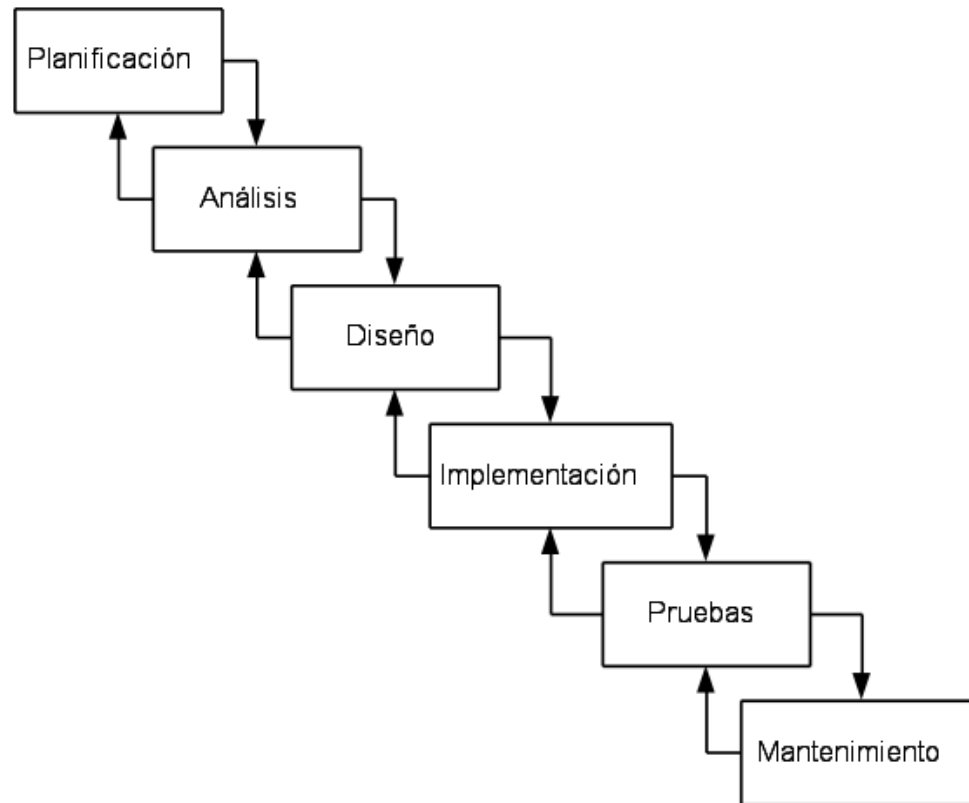 Planificación
Análisis
Diseño
Implementación
Pruebas
Mantenimiento